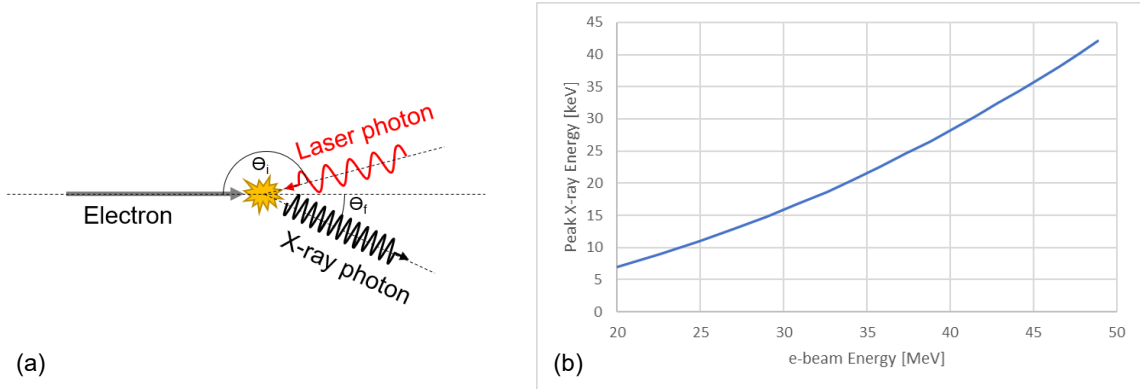 Laser photon
Θi
Electron
Θf
X-ray photon
(a)
Peak X-ray Energy [keV]
45
40
35
30
25
20
15
10
5
0
20 25 30 35 40 45 50
e-beam Energy [MeV]
(b)